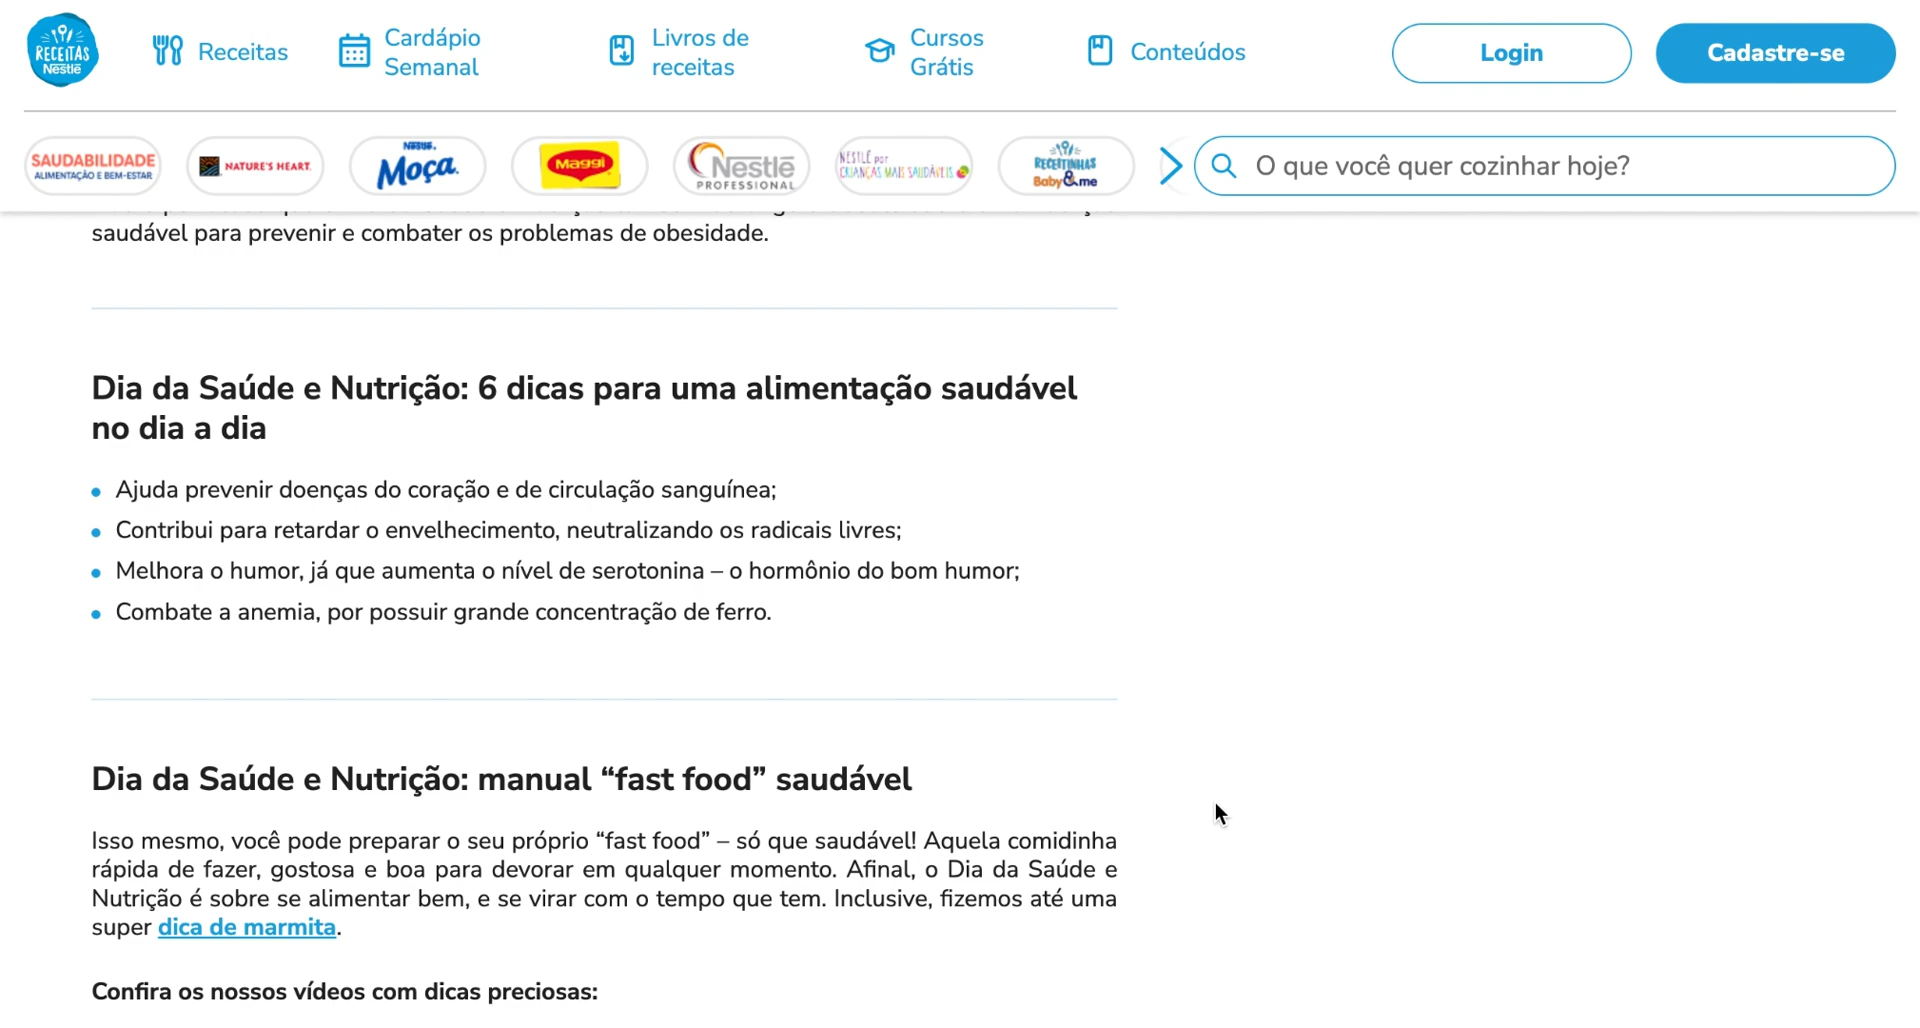 RECEITAS
Nestlé
Receitas
Cardápio
Semanal
Livros de
receitas
Cursos
Grátis
Conteúdos
Login
Cadastre-se
SAUDABILIDADE
ALIMENTAÇÃO E BEM-ESTAR
NATURE'S HEART.
Nestlé.
Moça.
Maggi
Nestlé
PROFESSIONAL
NESTLÉ por
CRIANÇAS MAIS SAUDÁVEIS
RECEITINHAS
Baby&me
O que você quer cozinhar hoje?
saudável para prevenir e combater os problemas de obesidade.
Dia da Saúde e Nutrição: 6 dicas para uma alimentação saudável
no dia a dia
Ajuda prevenir doenças do coração e de circulação sanguínea;
Contribui para retardar o envelhecimento, neutralizando os radicais livres;
Melhora o humor, já que aumenta o nível de serotonina – o hormônio do bom humor;
Combate a anemia, por possuir grande concentração de ferro.
Dia da Saúde e Nutrição: manual “fast food” saudável
Isso mesmo, você pode preparar o seu próprio “fast food” – só que saudável! Aquela comidinha
rápida de fazer, gostosa e boa para devorar em qualquer momento. Afinal, o Dia da Saúde e
Nutrição é sobre se alimentar bem, e se virar com o tempo que tem. Inclusive, fizemos até uma
super dica de marmita.
Confira os nossos vídeos com dicas preciosas: